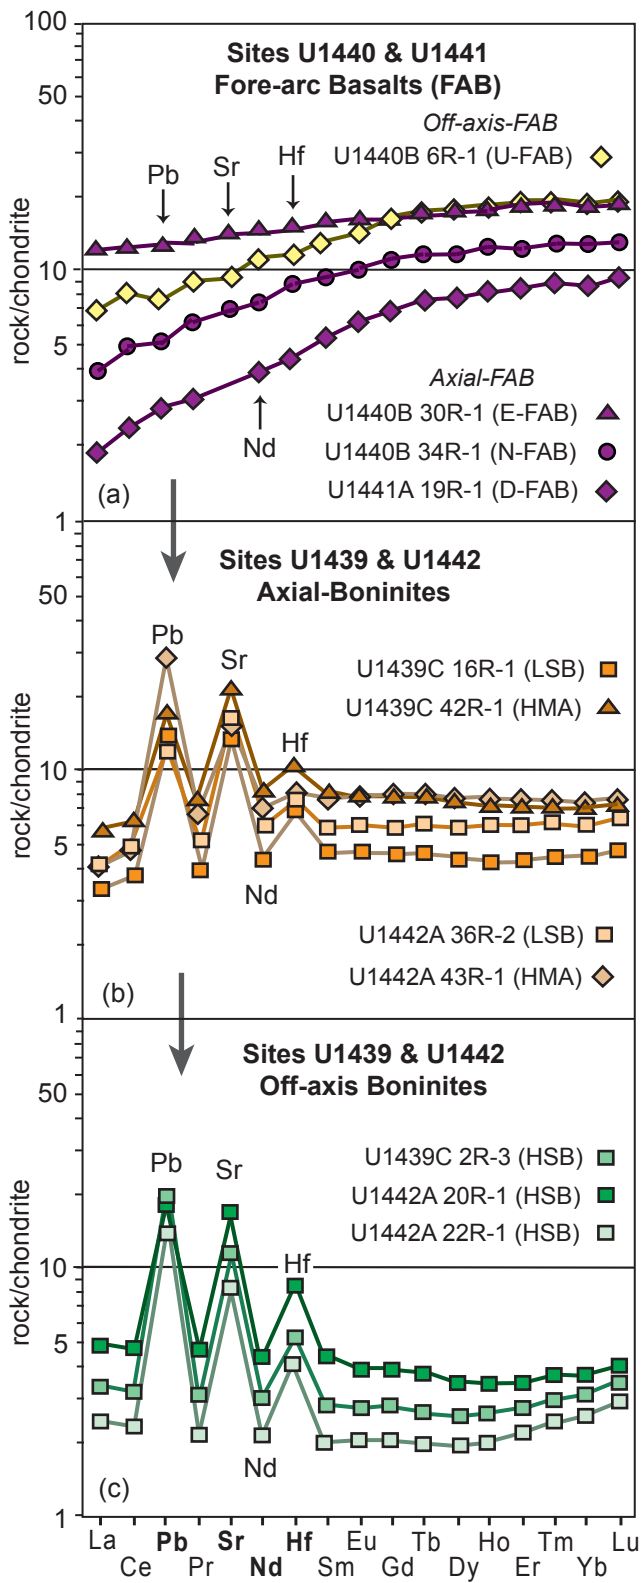 100
50
10
5
1
rock/chondrite
Sites U1440 & U1441
Fore-arc Basalts (FAB)
Off-axis-FAB
U1440B 6R-1 (U-FAB)
Pb
Sr
Hf
Nd
Axial-FAB
U1440B 30R-1 (E-FAB)
U1440B 34R-1 (N-FAB)
U1441A 19R-1 (D-FAB)
(a)
50
10
5
1
rock/chondrite
Sites U1439 & U1442
Axial-Boninites
Pb
Sr
Hf
Nd
U1439C 16R-1 (LSB)
U1439C 42R-1 (HMA)
U1442A 36R-2 (LSB)
U1442A 43R-1 (HMA)
(b)
50
10
5
1
rock/chondrite
Sites U1439 & U1442
Off-axis Boninites
Pb
Sr
Hf
Nd
U1439C 2R-3 (HSB)
U1442A 20R-1 (HSB)
U1442A 22R-1 (HSB)
(c)
La Pb Sr Hf Eu Tb Ho Tm Lu
Ce Pr Nd Sm Gd Dy Er Yb